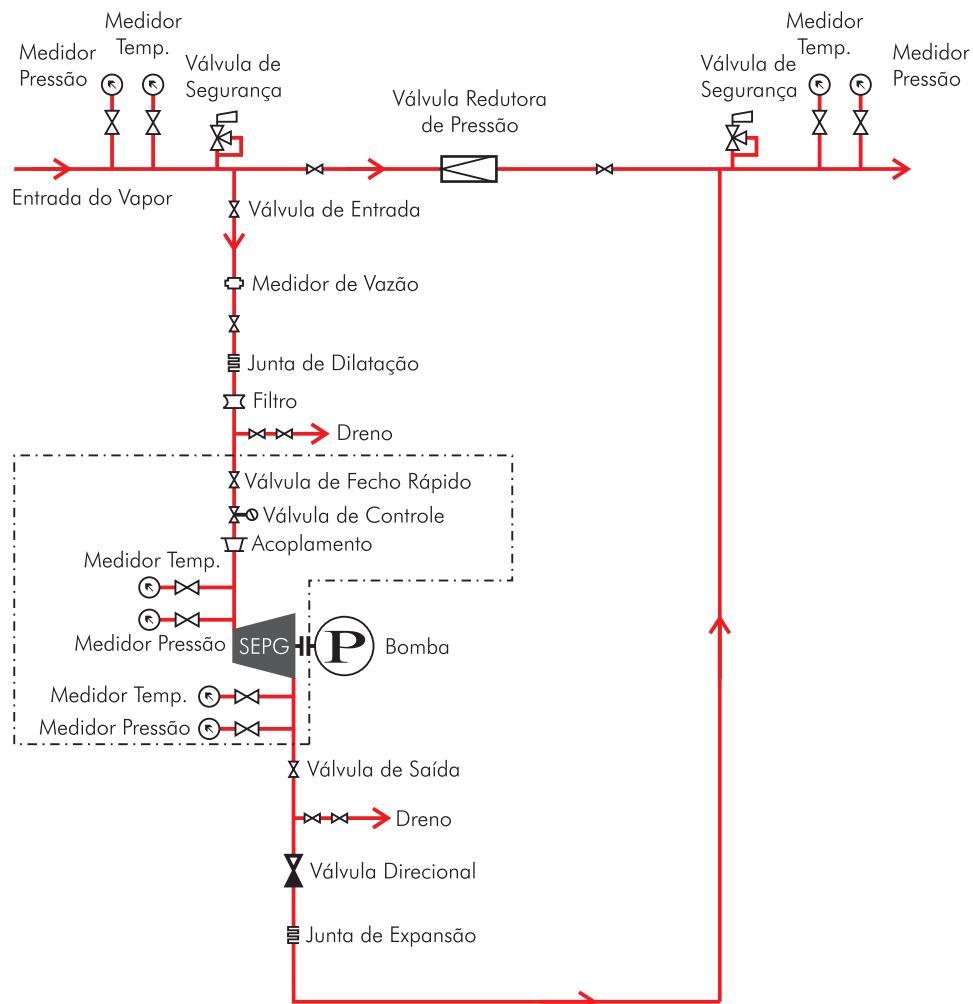 Medidor
Temp.
Medidor
Pressão
Válvula de
Segurança
Válvula Redutora
de Pressão
Medidor
Temp.
Válvula de
Segurança
Medidor
Pressão
Entrada do Vapor
Válvula de Entrada
Medidor de Vazão
Junta de Dilatação
Filtro
Dreno
Válvula de Fecho Rápido
Válvula de Controle
Acoplamento
Medidor Temp.
Medidor Pressão
SEPG
P
Bomba
Medidor Temp.
Medidor Pressão
Válvula de Saída
Dreno
Válvula Direcional
Junta de Expansão